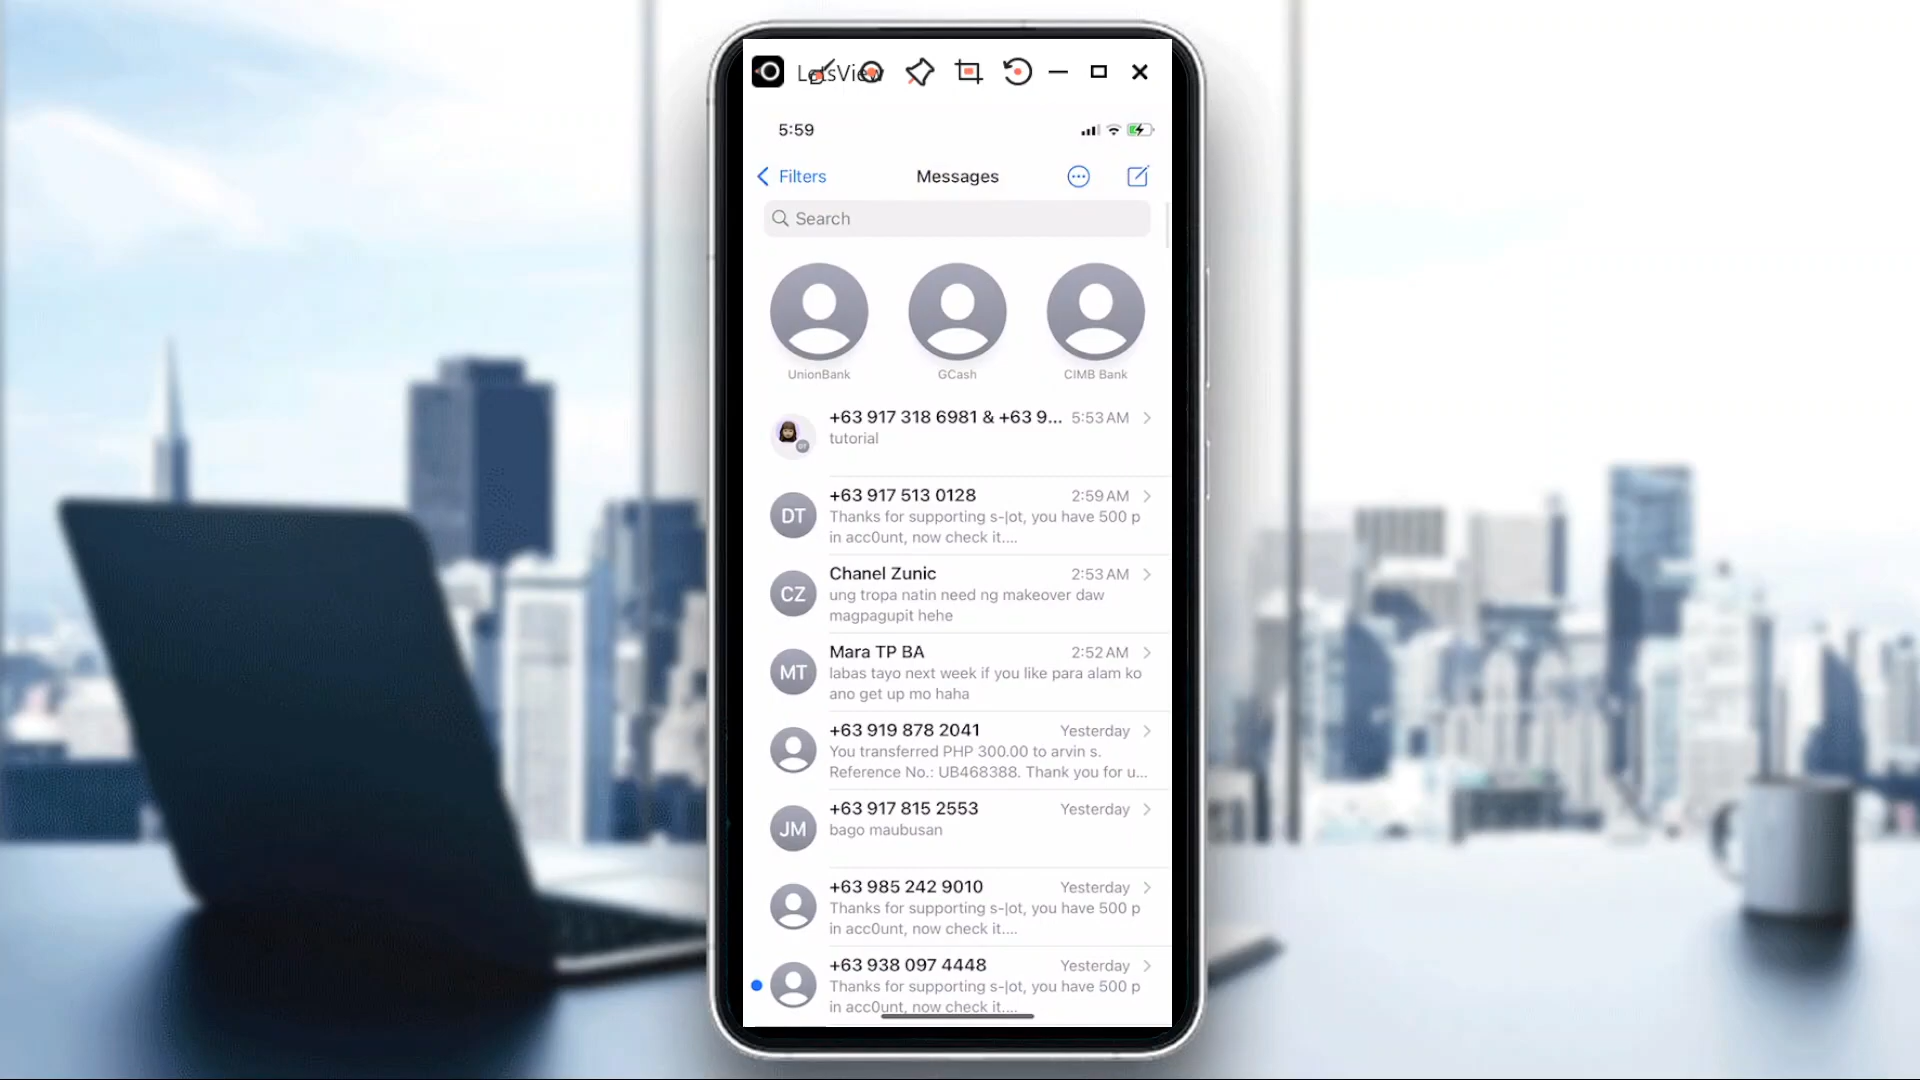 LetsView
5:59
Filters
Messages
Search
UnionBank
GCash
CIMB Bank
+63 917 318 6981 & +63 9... 5:53 AM
tutorial
DT
+63 917 513 0128 2:59 AM
Thanks for supporting s-|ot, you have 500 p
in acc0unt, now check it....
CZ
Chanel Zunic 2:53 AM
ung tropa natin need ng makeover daw
magpagupit hehe
MT
Mara TP BA 2:52 AM
labas tayo next week if you like para alam ko
ano get up mo haha
+63 919 878 2041 Yesterday
You transferred PHP 300.00 to arvin s.
Reference No.: UB468388. Thank you for u...
JM
+63 917 815 2553 Yesterday
bago maubusan
+63 985 242 9010 Yesterday
Thanks for supporting s-|ot, you have 500 p
in acc0unt, now check it....
+63 938 097 4448 Yesterday
Thanks for supporting s-|ot, you have 500 p
in acc0unt, now check it....